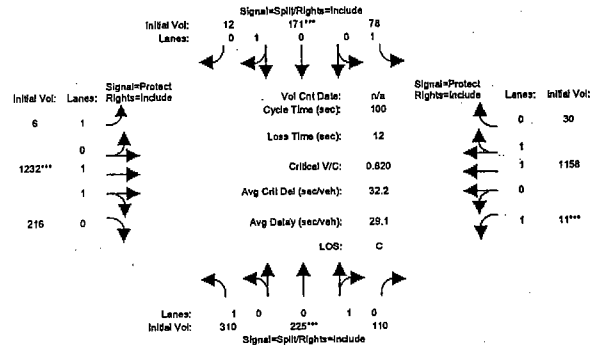 Signal=Split/Rights=Include
Initial Vol: 12 171*** 78
Lanes: 0 1 0 0 1
Signal=Protect
Initial Vol: Lanes: Rights=Include
Vol Cnt Date: n/a
Cycle Time (sec): 100
Signal=Protect
Rights=Include Lanes: Initial Vol:
6 1
0 30
Loss Time (sec): 12
0
1
1232*** 1
Critical V/C: 0.620
1 1158
1
Avg Crit Del (sec/veh): 32.2
0
216 0
Avg Delay (sec/veh): 29.1
1 11***
LOS: C
Lanes: 1 0 0 1 0
Initial Vol: 310 225*** 110
Signal=Split/Rights=Include